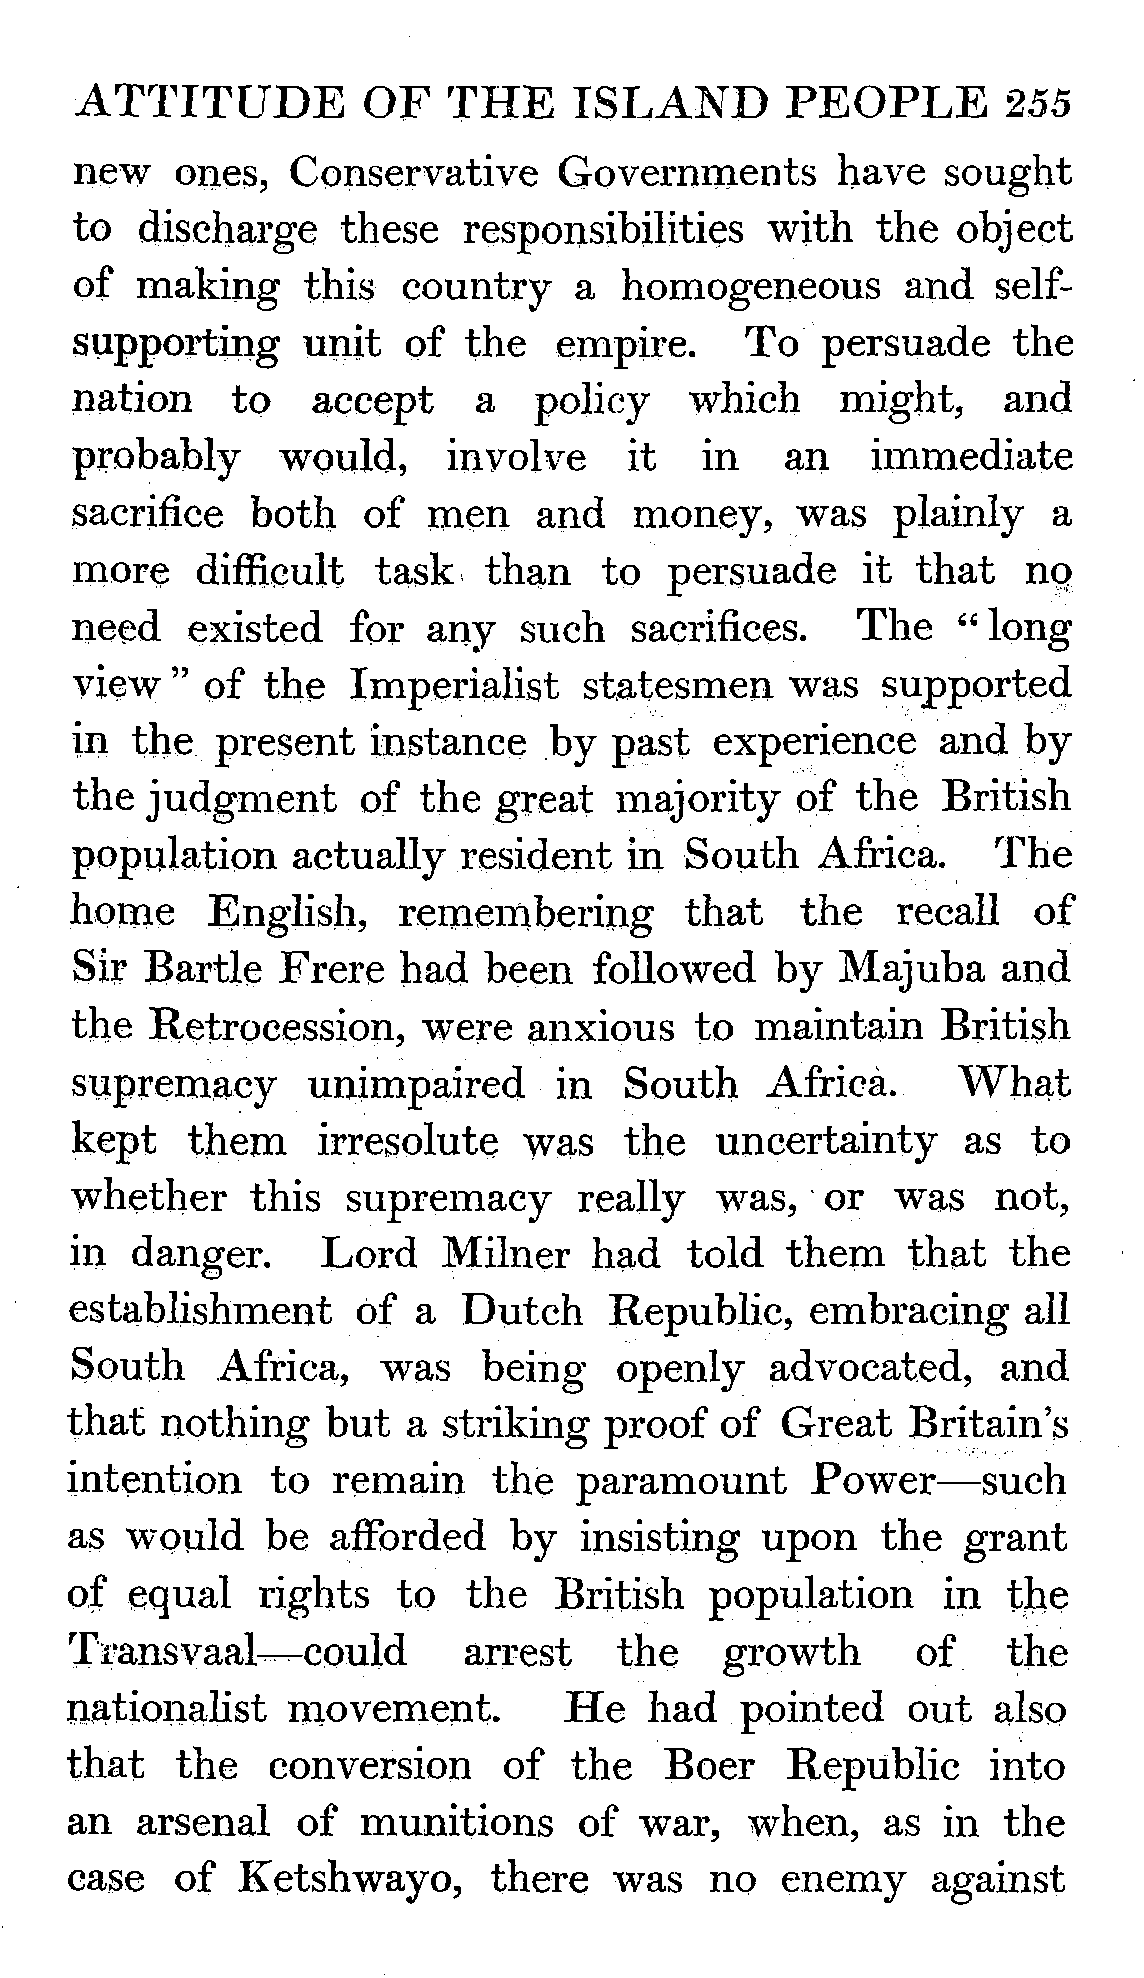 ATTITUDE OF THE ISLAND PEOPLE 255
new ones, Conservative Governments have sought
to discharge these responsibilities with the object
of making this country a homogeneous and self-
supporting unit of the empire. To persuade the
nation to accept a policy which might, and
probably would, involve it in an immediate
sacrifice both of men and money, was plainly a
more difficult task than to persuade it that no
need existed for any such sacrifices. The “long
view” of the Imperialist statesmen was supported
in the present instance by past experience and by
the judgment of the great majority of the British
population actually resident in South Africa. The
home English, remembering that the recall of
Sir Bartle Frere had been followed by Majuba and
the Retrocession, were anxious to maintain British
supremacy unimpaired in South Africa. What
kept them irresolute was the uncertainty as to
whether this supremacy really was, or was not,
in danger. Lord Milner had told them that the
establishment of a Dutch Republic, embracing all
South Africa, was being openly advocated, and
that nothing but a striking proof of Great Britain’s
intention to remain the paramount Power—such
as would be afforded by insisting upon the grant
of equal rights to the British population in the
Transvaal—could arrest the growth of the
nationalist movement. He had pointed out also
that the conversion of the Boer Republic into
an arsenal of munitions of war, when, as in the
case of Ketshwayo, there was no enemy against